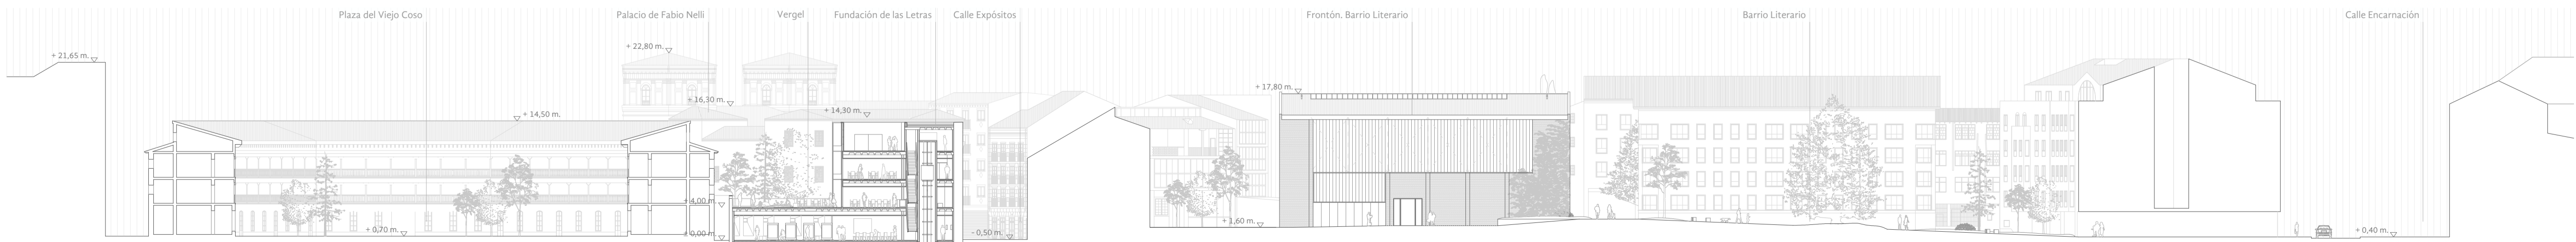 Plaza del Viejo Coso
Palacio de Fabio Nelli
Vergel
Fundación de las Letras
Calle Expósitos
Frontón. Barrio Literario
Barrio Literario
Calle Encarnación
+ 21,65 m.
+ 22,80 m.
+ 16,30 m.
+ 14,50 m.
+ 14,30 m.
+ 17,80 m.
+ 4,00 m.
+ 0,70 m.
± 0,00 m.
- 0,50 m.
+ 1,60 m.
+ 0,40 m.